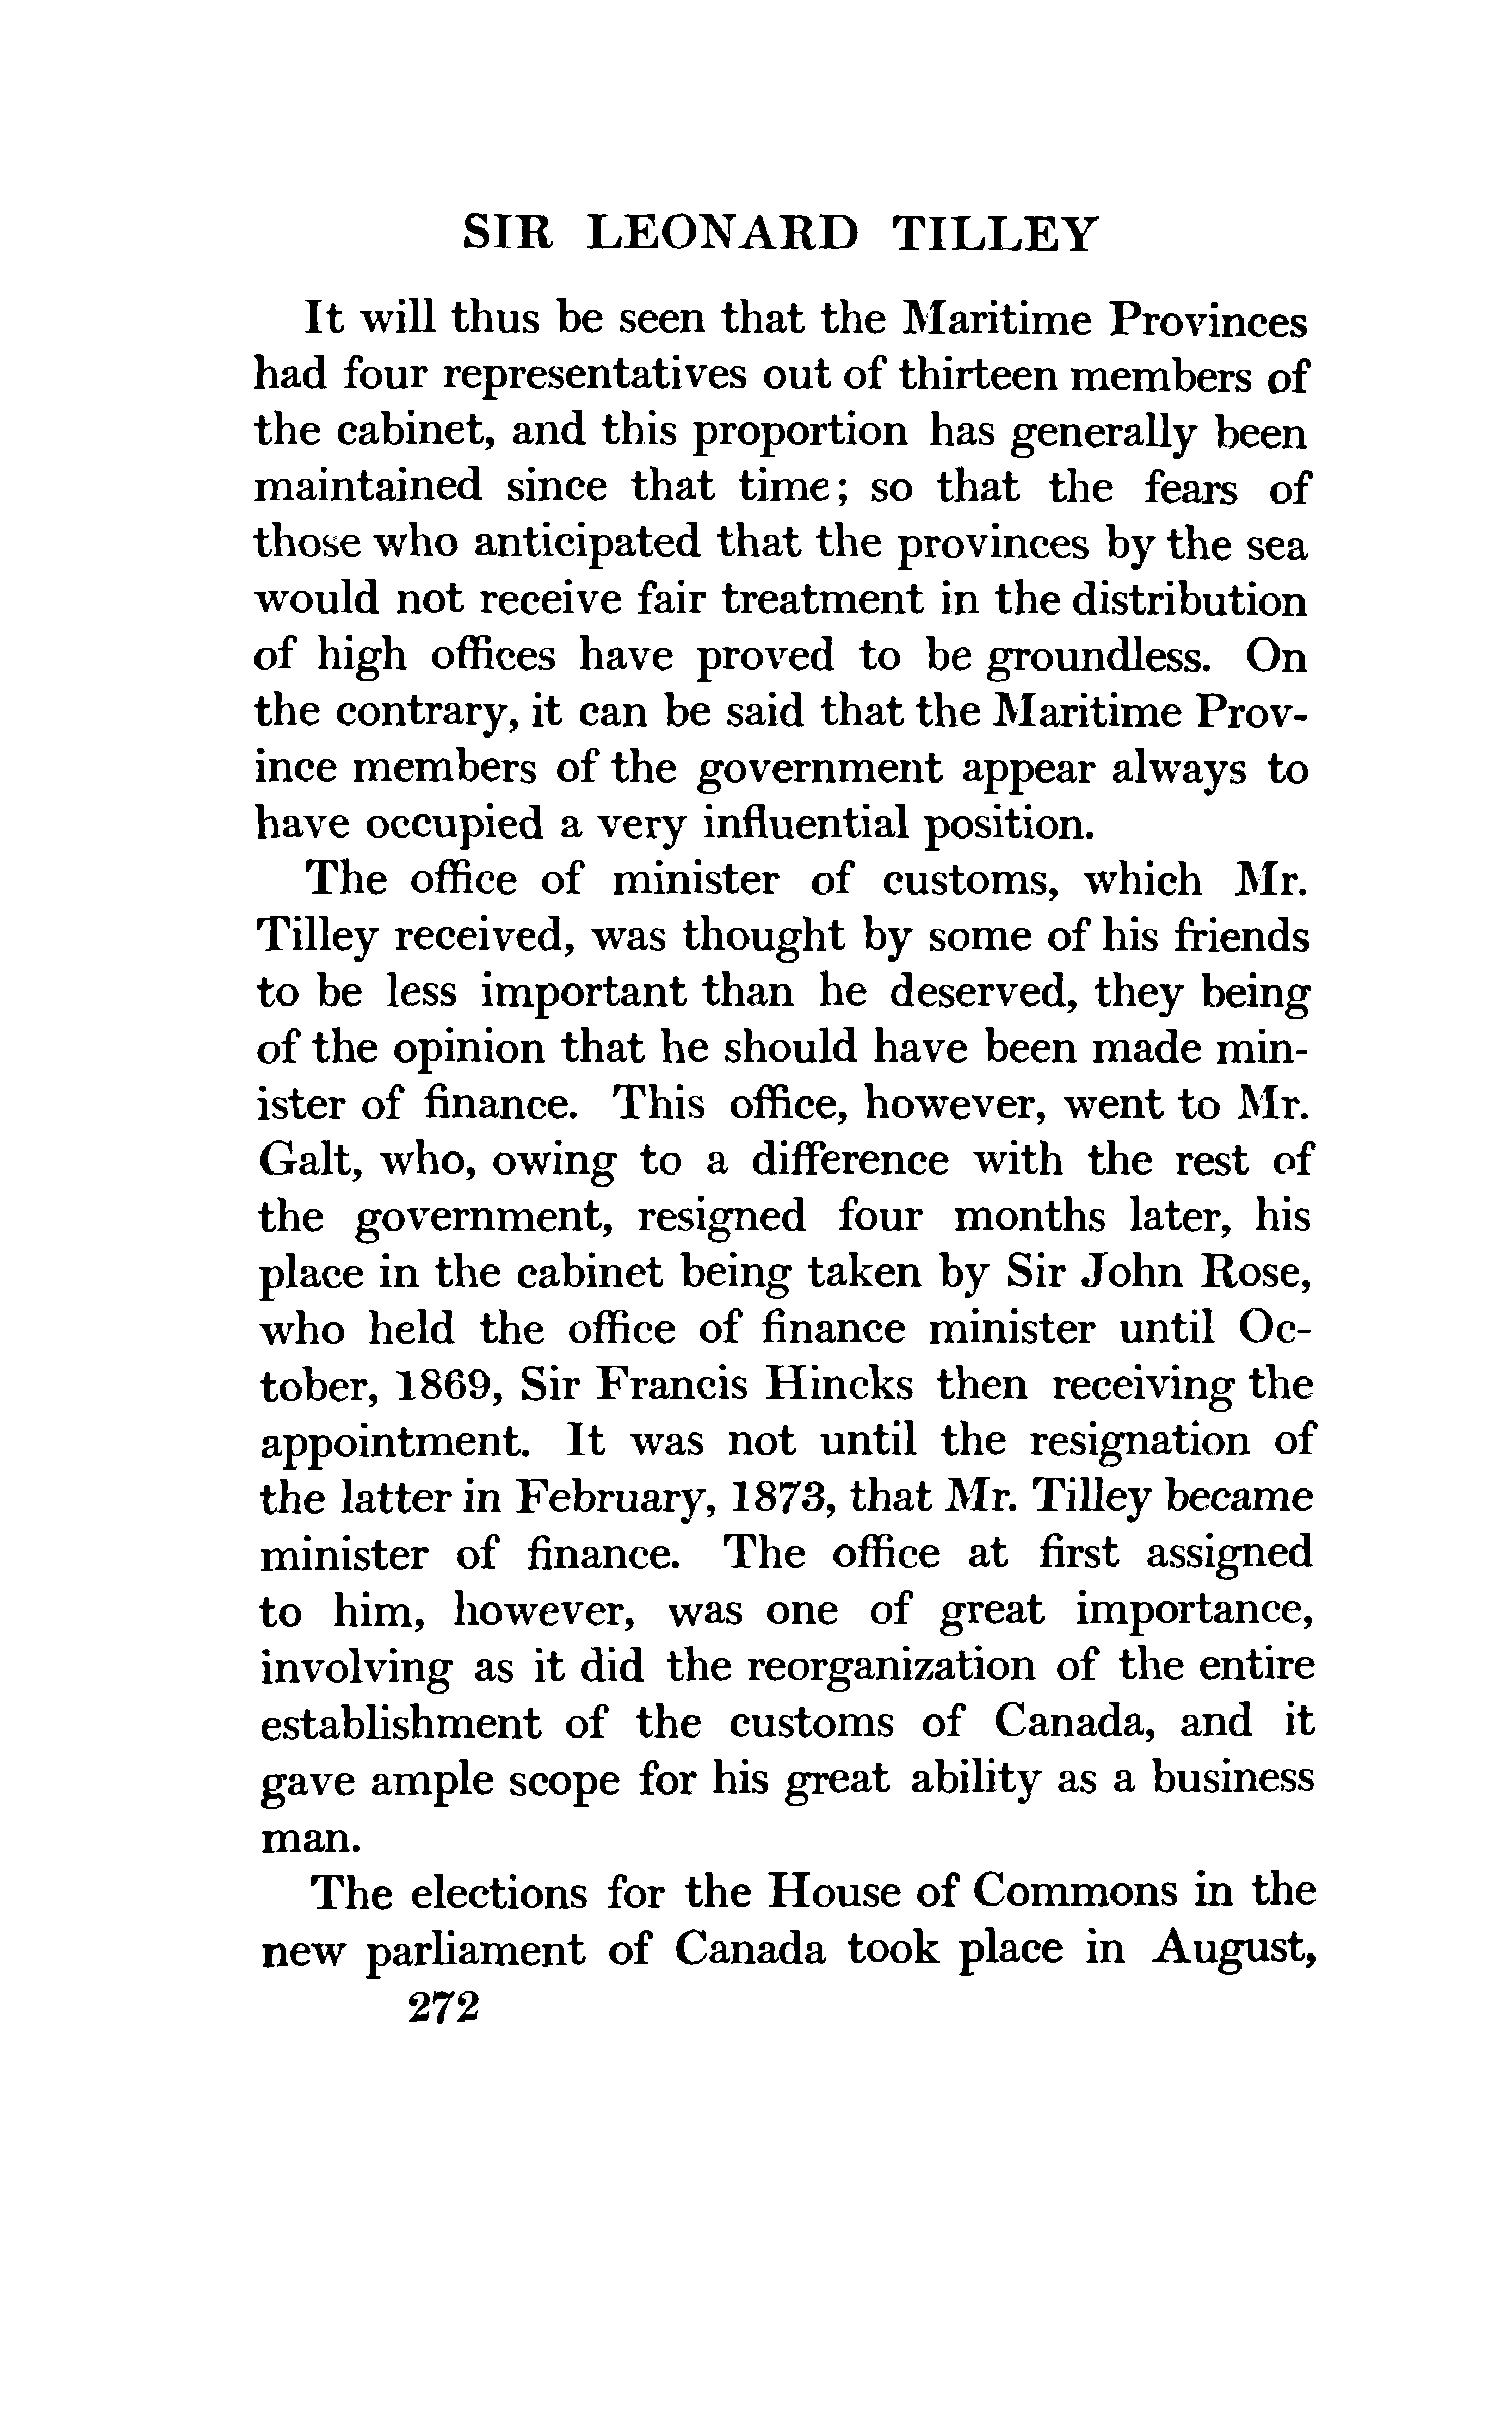 SIR LEONARD TILLEY
It will thus be seen that the Maritime Provinces
had four representatives out of thirteen members of
the cabinet, and this proportion has generally been
maintained since that time; so that the fears of
those who anticipated that the provinces by the sea
would not receive fair treatment in the distribution
of high offices have proved to be groundless. On
the contrary, it can be said that the Maritime Prov-
ince members of the government appear always to
have occupied a very influential position.
The office of minister of customs, which Mr.
Tilley received, was thought by some of his friends
to be less important than he deserved, they being
of the opinion that he should have been made min-
ister of finance. This office, however, went to Mr.
Galt, who, owing to a difference with the rest of
the government, resigned four months later, his
place in the cabinet being taken by Sir John Rose,
who held the office of finance minister until Oc-
tober, 1869, Sir Francis Hincks then receiving the
appointment. It was not until the resignation of
the latter in February, 1873, that Mr. Tilley became
minister of finance. The office at first assigned
to him, however, was one of great importance,
involving as it did the reorganization of the entire
establishment of the customs of Canada, and it
gave ample scope for his great ability as a business
man.
The elections for the House of Commons in the
new parliament of Canada took place in August,
272